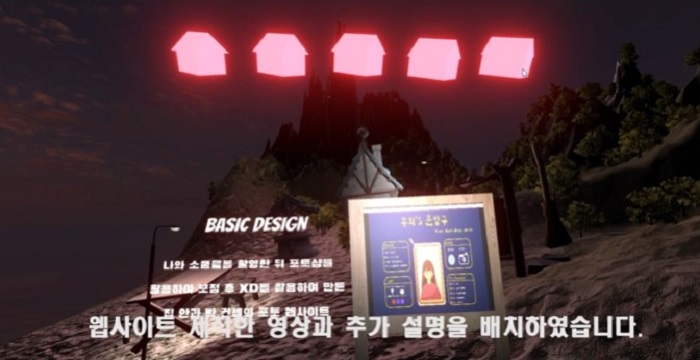 BASIC DESIGN
나와 소품들을 촬영한 뒤 포토샵을
활용하여 보정 후 XD를 활용하여 만든
웹사이트 제작한 영상과 추가 설명을 배치하였습니다.